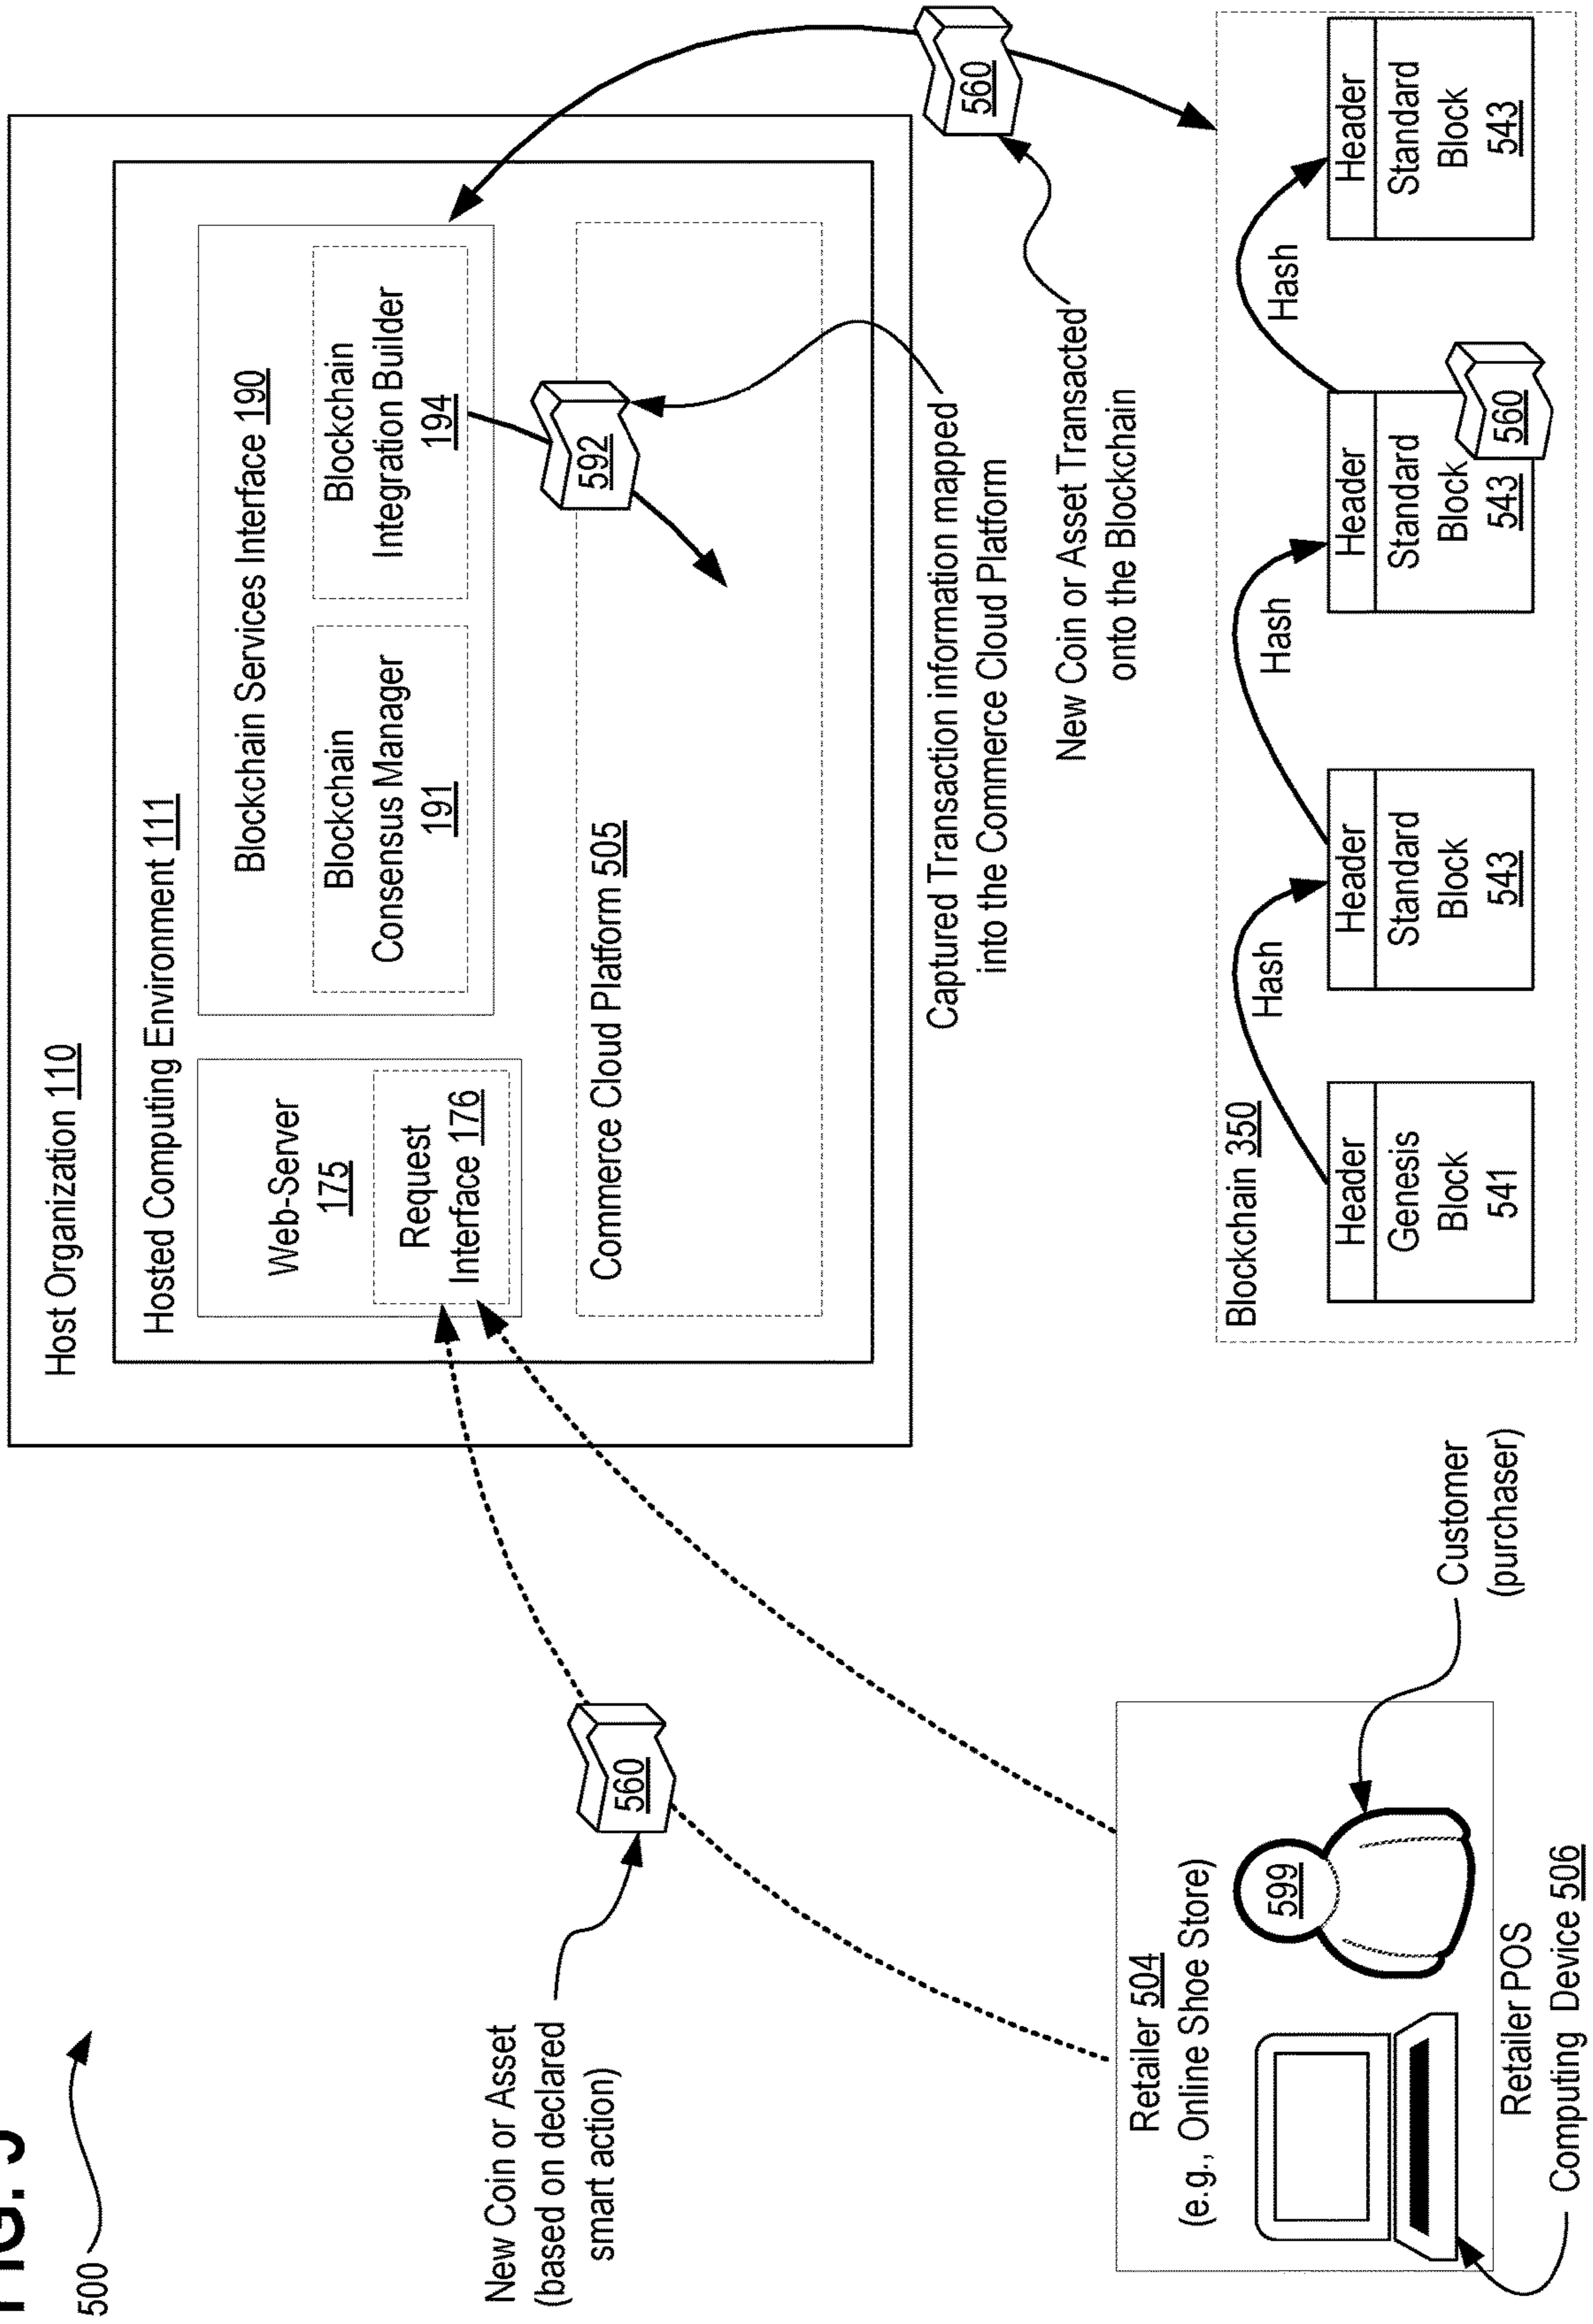 FIG. 5
500
Host Organization 110
Hosted Computing Environment 111
Web-Server
175
Request
Interface 176
Blockchain Services Interface 190
Blockchain
Consensus Manager
191
Blockchain
Integration Builder
194
Commerce Cloud Platform 505
592
New Coin or Asset
(based on declared
smart action)
560
Captured Transaction information mapped
into the Commerce Cloud Platform
560
New Coin or Asset Transacted
onto the Blockchain
Retailer 504
(e.g., Online Shoe Store)
599
Retailer POS
Computing Device 506
Customer
(purchaser)
Blockchain 350
Hash
Hash
Hash
Header
Genesis
Block
541
Header
Standard
Block
543
Header
Standard
Block
543
560
Header
Standard
Block
543